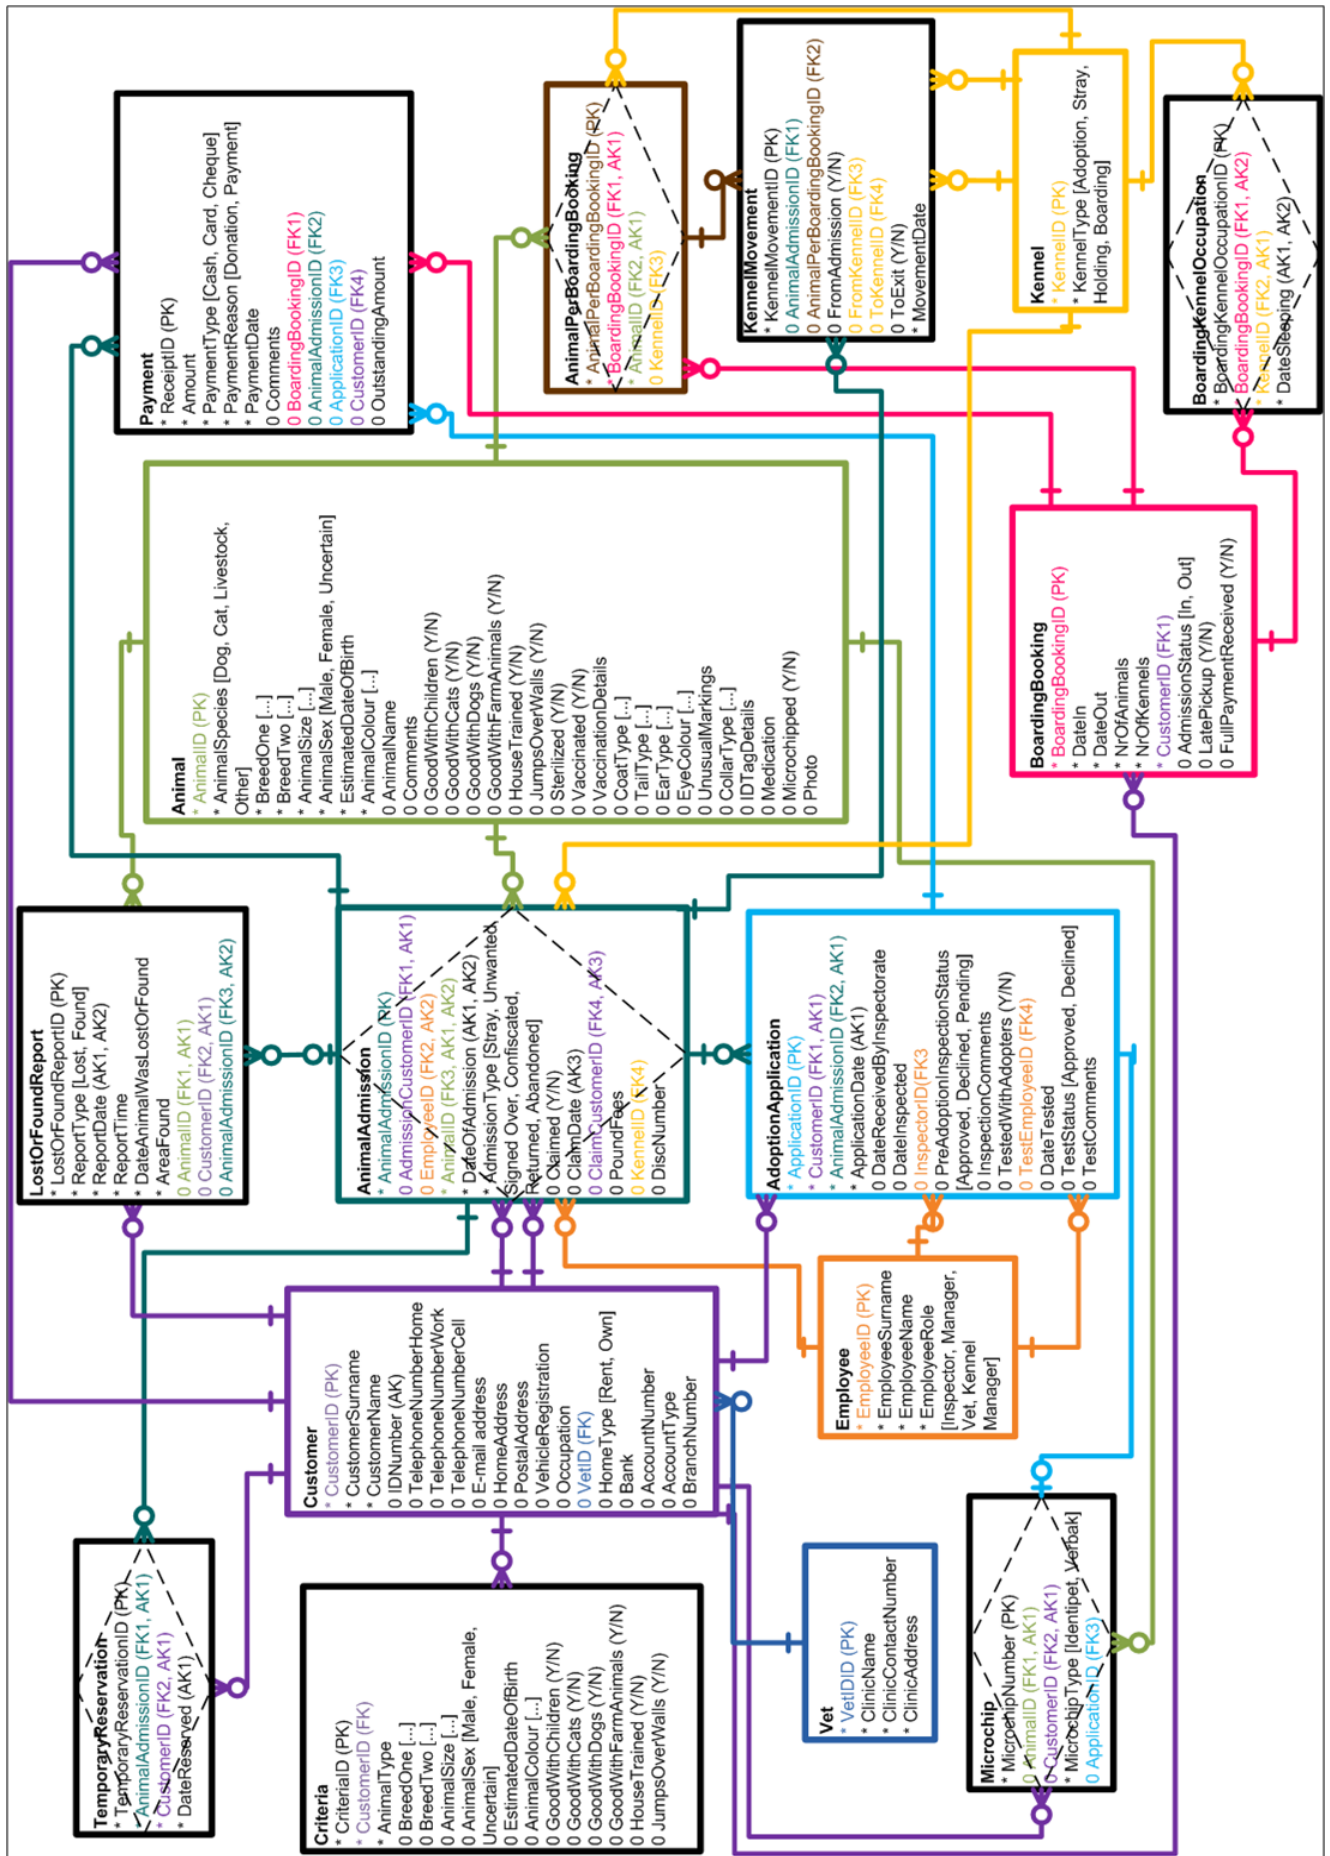 TemporaryReservation
* TemporaryReservationID (PK)
* AnimalAdmissionID (FK1, AK1)
* CustomerID (FK2, AK1)
* DateReserved (AK1)
Criteria
* CriteriaID (PK)
* CustomerID (FK)
* AnimalType
0 BreedOne [...]
0 BreedTwo [...]
0 AnimalSize [...]
0 AnimalSex [Male, Female,
Uncertain]
0 EstimatedDateOfBirth
0 AnimalColour [...]
0 GoodWithChildren (Y/N)
0 GoodWithCats (Y/N)
0 GoodWithDogs (Y/N)
0 GoodWithFarmAnimals (Y/N)
0 HouseTrained (Y/N)
0 JumpsOverWalls (Y/N)
Vet
* VetIDID (PK)
* ClinicName
* ClinicContactNumber
* ClinicAddress
Microchip
* MicrochipNumber (PK)
0 AnimalID (FK1, AK1)
0 CustomerID (FK2, AK1)
* MicrochipType [Identipet, Verbak]
0 ApplicationID (FK3)
Customer
* CustomerID (PK)
* CustomerSurname
* CustomerName
0 IDNumber (AK)
0 TelephoneNumberHome
0 TelephoneNumberWork
0 TelephoneNumberCell
0 E-mail address
0 HomeAddress
0 PostalAddress
0 VehicleRegistration
0 Occupation
0 VetID (FK)
0 HomeType [Rent, Own]
0 Bank
0 AccountNumber
0 AccountType
0 BranchNumber
Employee
* EmployeeID (PK)
* EmployeeSurname
* EmployeeName
* EmployeeRole
[Inspector, Manager,
Vet, Kennel
Manager]
LostOrFoundReport
* LostOrFoundReportID (PK)
* ReportType [Lost, Found]
* ReportDate (AK1, AK2)
* ReportTime
* DateAnimalWasLostOrFound
* AreaFound
0 AnimalID (FK1, AK1)
0 CustomerID (FK2, AK1)
0 AnimalAdmissionID (FK3, AK2)
AnimalAdmission
* AnimalAdmissionID (PK)
0 AdmissionCustomerID (FK1, AK1)
0 EmployeeID (FK2, AK2)
* AnimalID (FK3, AK1, AK2)
* DateOfAdmission (AK1, AK2)
* AdmissionType [Stray, Unwanted,
Signed Over, Confiscated,
Returned, Abandoned]
0 Claimed (Y/N)
0 ClaimDate (AK3)
0 ClaimCustomerID (FK4, AK3)
0 PoundFees
0 KennelID (FK4)
0 DiscNumber
AdoptionApplication
* ApplicationID (PK)
* CustomerID (FK1, AK1)
* AnimalAdmissionID (FK2, AK1)
* ApplicationDate (AK1)
0 DateReceivedByInspectorate
0 DateInspected
0 InspectorID(FK3
0 PreAdoptionInspectionStatus
[Approved, Declined, Pending]
0 InspectionComments
0 TestedWithAdopters (Y/N)
0 TestEmployeeID (FK4)
0 DateTested
0 TestStatus [Approved, Declined]
0 TestComments
Animal
* AnimalID (PK)
* AnimalSpecies [Dog, Cat, Livestock,
Other]
* BreedOne [...]
* BreedTwo [...]
* AnimalSize [...]
* AnimalSex [Male, Female, Uncertain]
* EstimatedDateOfBirth
* AnimalColour [...]
0 AnimalName
0 Comments
0 GoodWithChildren (Y/N)
0 GoodWithCats (Y/N)
0 GoodWithDogs (Y/N)
0 GoodWithFarmAnimals (Y/N)
0 HouseTrained (Y/N)
0 JumpsOverWalls (Y/N)
0 Sterilized (Y/N)
0 Vaccinated (Y/N)
0 VaccinationDetails
0 CoatType [...]
0 TailType [...]
0 EarType [...]
0 EyeColour [...]
0 UnusualMarkings
0 CollarType [...]
0 IDTagDetails
0 Medication
0 Microchipped (Y/N)
0 Photo
BoardingBooking
* BoardingBookingID (PK)
* DateIn
* DateOut
* NrOfAnimals
* NrOfKennels
* CustomerID (FK1)
0 AdmissionStatus [In, Out]
0 LatePickup (Y/N)
0 FullPaymentReceived (Y/N)
Payment
* ReceiptID (PK)
* Amount
* PaymentType [Cash, Card, Cheque]
* PaymentReason [Donation, Payment]
* PaymentDate
0 Comments
0 BoardingBookingID (FK1)
0 AnimalAdmissionID (FK2)
0 ApplicationID (FK3)
0 CustomerID (FK4)
0 OutstandingAmount
AnimalPerBoardingBooking
* AnimalPerBoardingBookingID (PK)
* BoardingBookingID (FK1, AK1)
* AnimalID (FK2, AK1)
0 KennelID (FK3)
KennelMovement
* KennelMovementID (PK)
0 AnimalAdmissionID (FK1)
0 AnimalPerBoardingBookingID (FK2)
0 FromAdmission (Y/N)
0 FromKennelID (FK3)
0 ToKennelID (FK4)
0 ToExit (Y/N)
* MovementDate
Kennel
* KennelID (PK)
* KennelType [Adoption, Stray,
Holding, Boarding]
BoardingKennelOccupation
* BoardingKennelOccupationID (PK)
* BoardingBookingID (FK1, AK2)
* KennelID (FK2, AK1)
* DateSleeping (AK1, AK2)